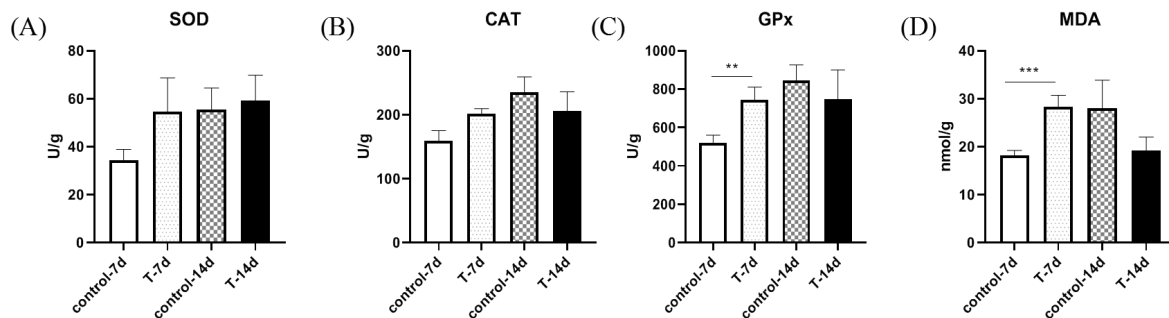 (A)
SOD
U/g
80
60
40
20
0
control-7d
T-7d
control-14d
T-14d
(B)
CAT
U/g
300
200
100
0
control-7d
T-7d
control-14d
T-14d
(C)
GPx
U/g
1000
800
600
400
200
0
**
control-7d
T-7d
control-14d
T-14d
(D)
MDA
nmol/g
40
30
20
10
0
***
control-7d
T-7d
control-14d
T-14d